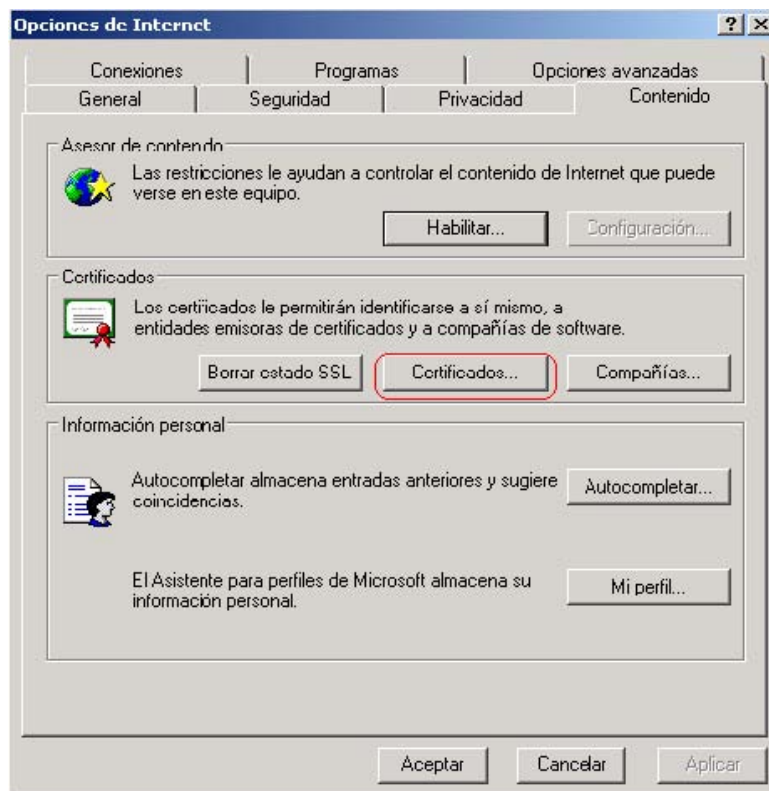 Opciones de Internet
Conexiones Programas Opciones avanzadas
General Seguridad Privacidad Contenido
Asesor de contenido
Las restricciones le ayudan a controlar el contenido de Internet que puede
verse en este equipo.
Habilitar... Configuración...
Certificados
Los certificados le permitirán identificarse a sí mismo, a
entidades emisoras de certificados y a compañías de software.
Borrar estado SSL Certificados... Compañías...
Información personal
Autocompletar almacena entradas anteriores y sugiere
coincidencias.
Autocompletar...
El Asistente para perfiles de Microsoft almacena su
información personal.
Mi perfil...
Aceptar Cancelar Aplicar